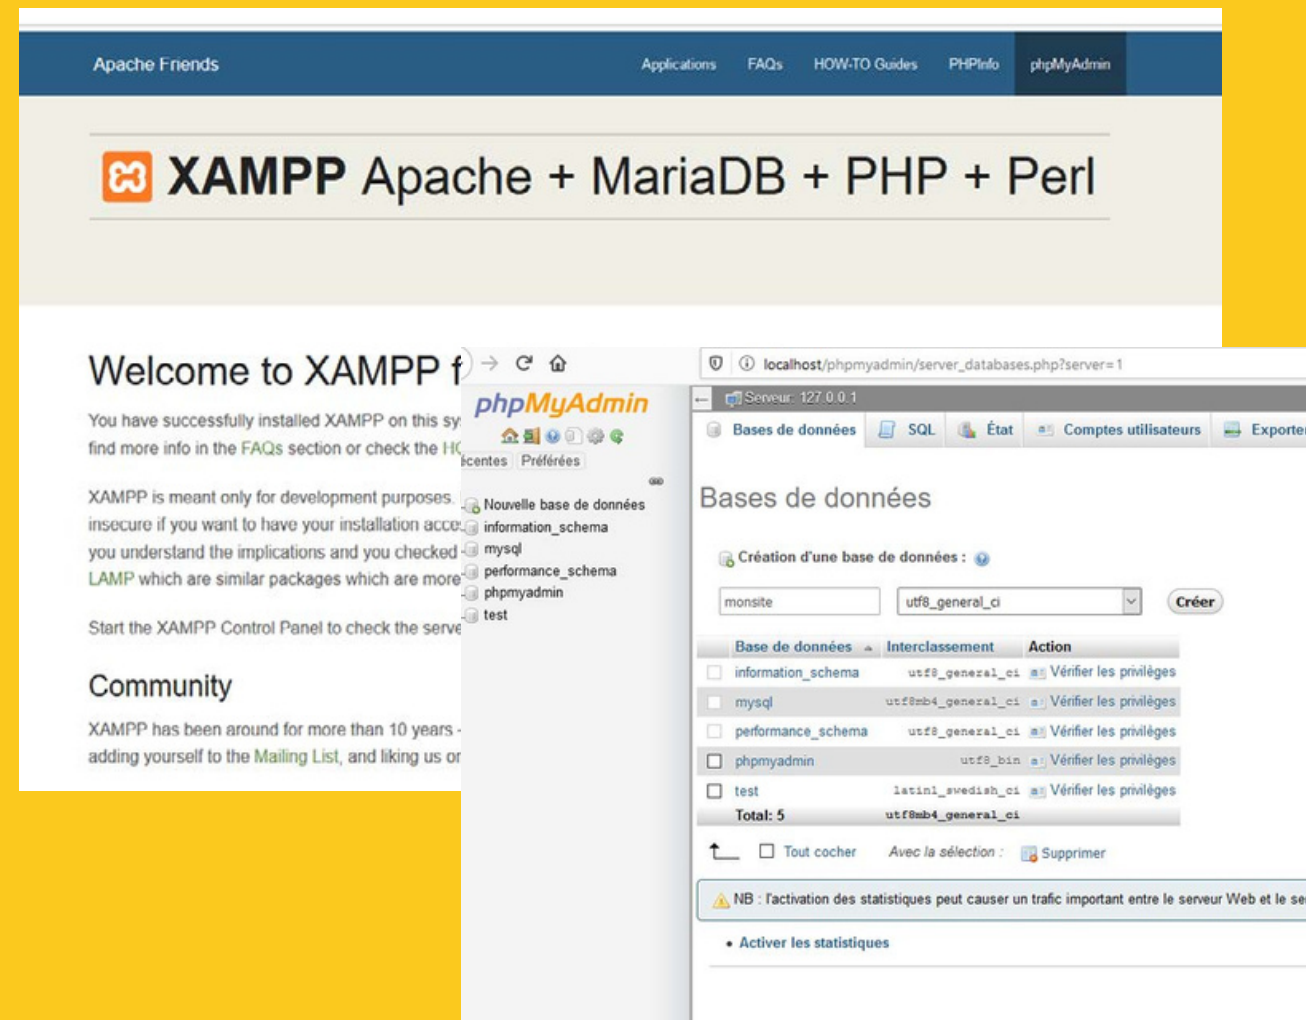 Apache Friends Applications FAQs HOW-TO Guides PHPInfo phpMyAdmin
XAMPP Apache + MariaDB + PHP + Perl
Welcome to XAMPP f
You have successfully installed XAMPP on this sy
find more info in the FAQs section or check the HO
XAMPP is meant only for development purposes.
insecure if you want to have your installation acce
you understand the implications and you checked
LAMP which are similar packages which are more
Start the XAMPP Control Panel to check the serve
Community
XAMPP has been around for more than 10 years -
adding yourself to the Mailing List, and liking us or
localhost/phpmyadmin/server_databases.php?server=1
phpMyAdmin
écentes Préférées
Nouvelle base de données
information_schema
mysql
performance_schema
phpmyadmin
test
Serveur: 127.0.0.1
Bases de données SQL État Comptes utilisateurs Exporter
Bases de données
Création d'une base de données :
monsite utf8_general_ci Créer
Base de données Interclassement Action
information_schema utf8_general_ci Vérifier les privilèges
mysql utf8mb4_general_ci Vérifier les privilèges
performance_schema utf8_general_ci Vérifier les privilèges
phpmyadmin utf8_bin Vérifier les privilèges
test latin1_swedish_ci Vérifier les privilèges
Total: 5 utf8mb4_general_ci
Tout cocher Avec la sélection : Supprimer
NB : l'activation des statistiques peut causer un trafic important entre le serveur Web et le se
• Activer les statistiques